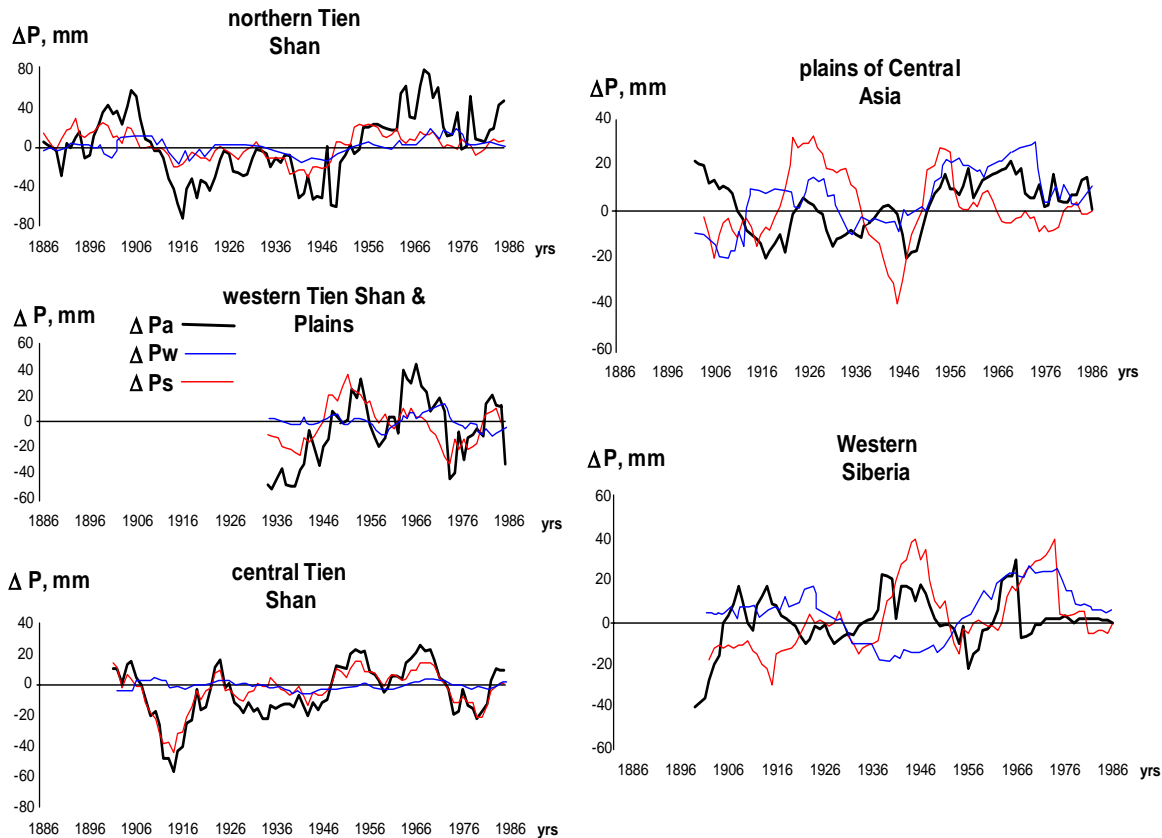 northern Tien
Shan
ΔP, mm
80
40
0
-40
-80
1886 1896 1906 1916 1926 1936 1946 1956 1966 1976 1986 yrs
western Tien Shan &
Plains
Δ P, mm
Δ Pa
Δ Pw
Δ Ps
60
40
20
0
-20
-40
-60
1886 1896 1906 1916 1926 1936 1946 1956 1966 1976 1986 yrs
central Tien
Shan
Δ P, mm
40
20
0
-20
-40
-60
-80
1886 1896 1906 1916 1926 1936 1946 1956 1966 1976 1986 yrs
plains of Central
Asia
ΔP, mm
40
20
0
-20
-40
-60
1886 1896 1906 1916 1926 1936 1946 1956 1966 1976 1986 yrs
Western
Siberia
ΔP, mm
60
40
20
0
-20
-40
-60
1886 1896 1906 1916 1926 1936 1946 1956 1966 1976 1986 yrs